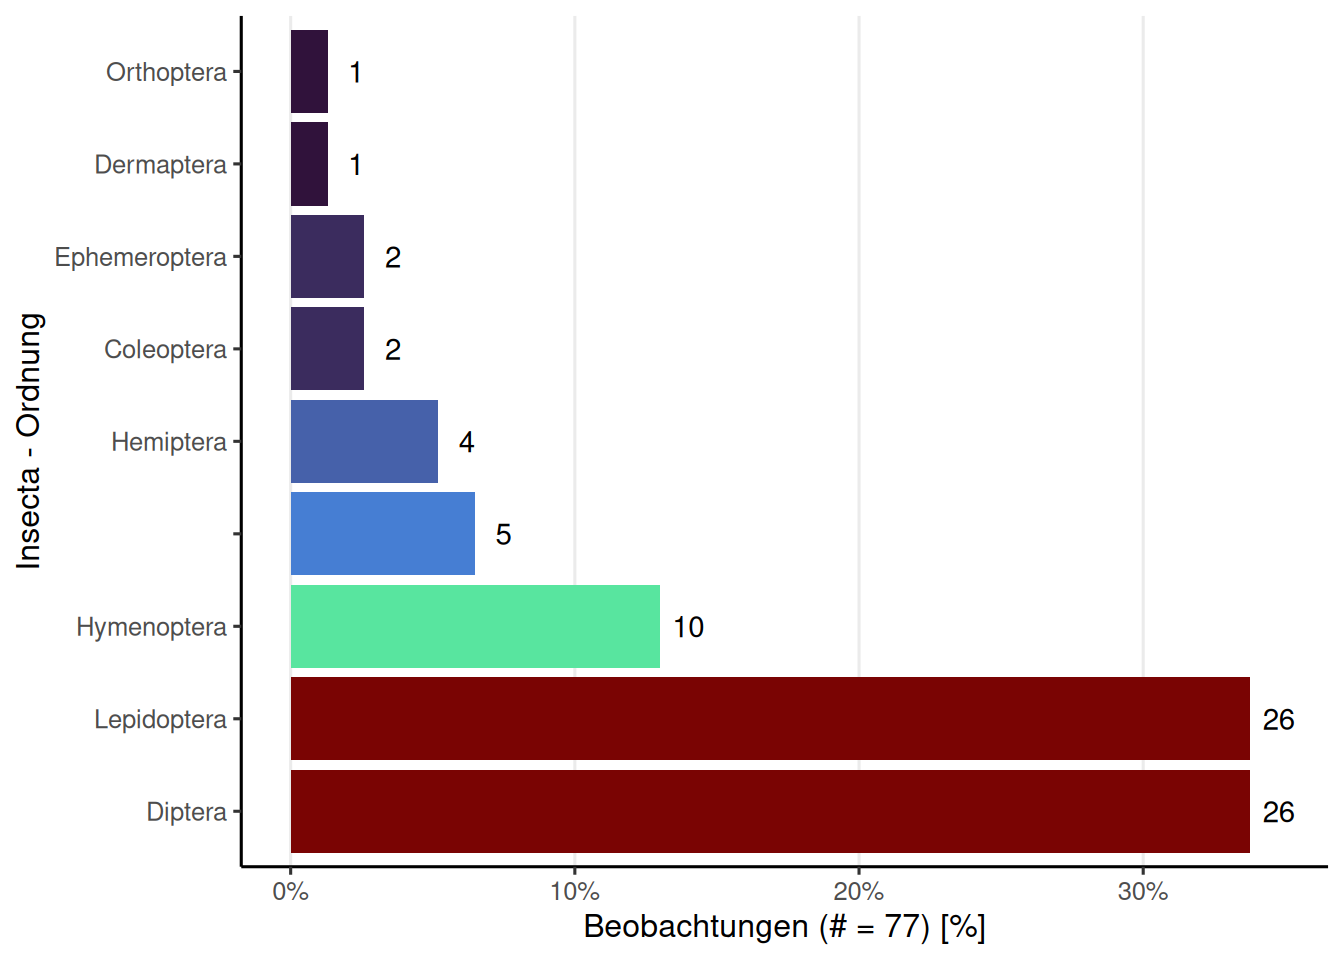 Orthoptera 1
Dermaptera 1
Ephemeroptera 2
Coleoptera 2
Hemiptera 4
5
Hymenoptera 10
Lepidoptera 26
Diptera 26
0% 10% 20% 30%
Beobachtungen (# = 77) [%]
Insecta - Ordnung